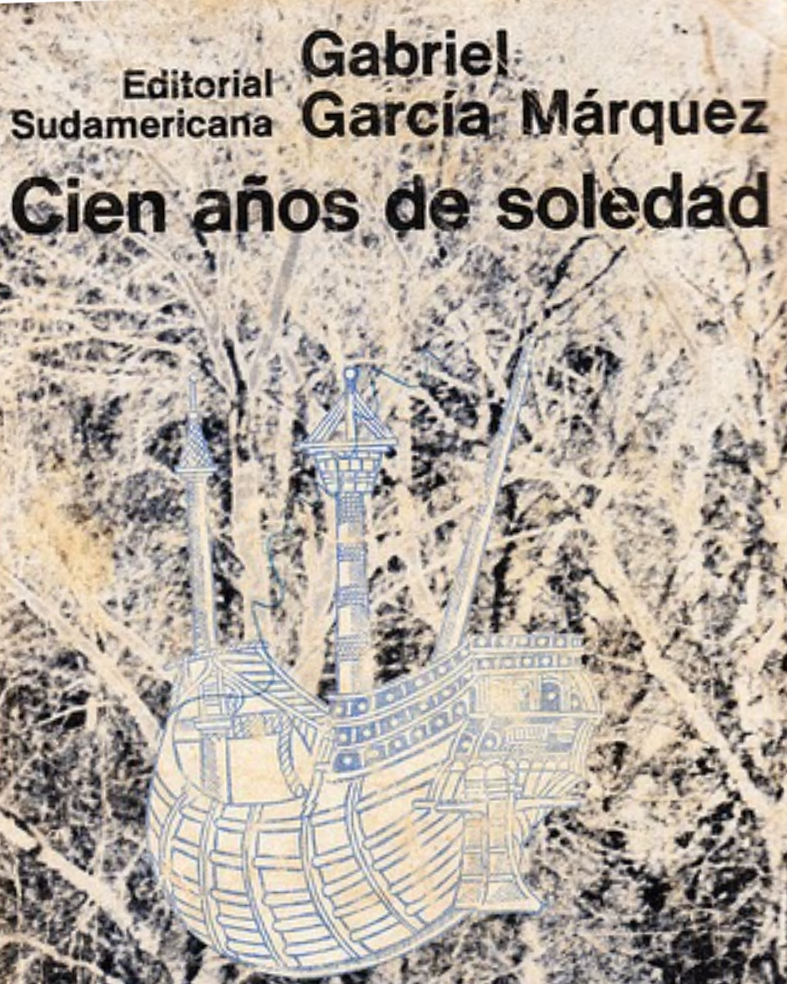 Gabriel
Editorial
García Márquez
Sudamericana
Cien años de soledad